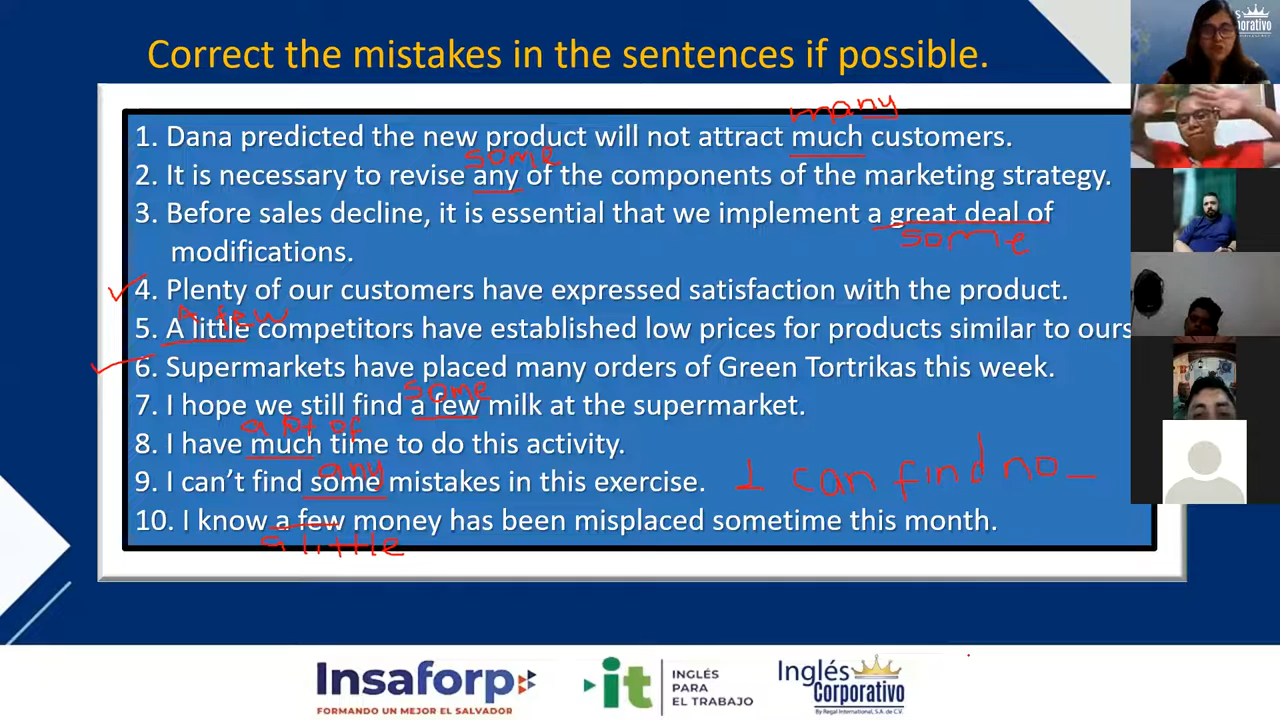 Correct the mistakes in the sentences if possible.
many
1. Dana predicted the new product will not attract much customers.
some
2. It is necessary to revise any of the components of the marketing strategy.
3. Before sales decline, it is essential that we implement a great deal of
some
modifications.
4. Plenty of our customers have expressed satisfaction with the product.
a few
5. A little competitors have established low prices for products similar to ours
6. Supermarkets have placed many orders of Green Tortrikas this week.
some
7. I hope we still find a few milk at the supermarket.
a lot of
8. I have much time to do this activity.
any
9. I can't find some mistakes in this exercise. I can find no
10. I know a few money has been misplaced sometime this month.
a little
Insaforp
FORMANDO UN MEJOR EL SALVADOR
it
INGLÉS
PARA
EL TRABAJO
Inglés
Corporativo
By Regal International, S.A. de C.V.